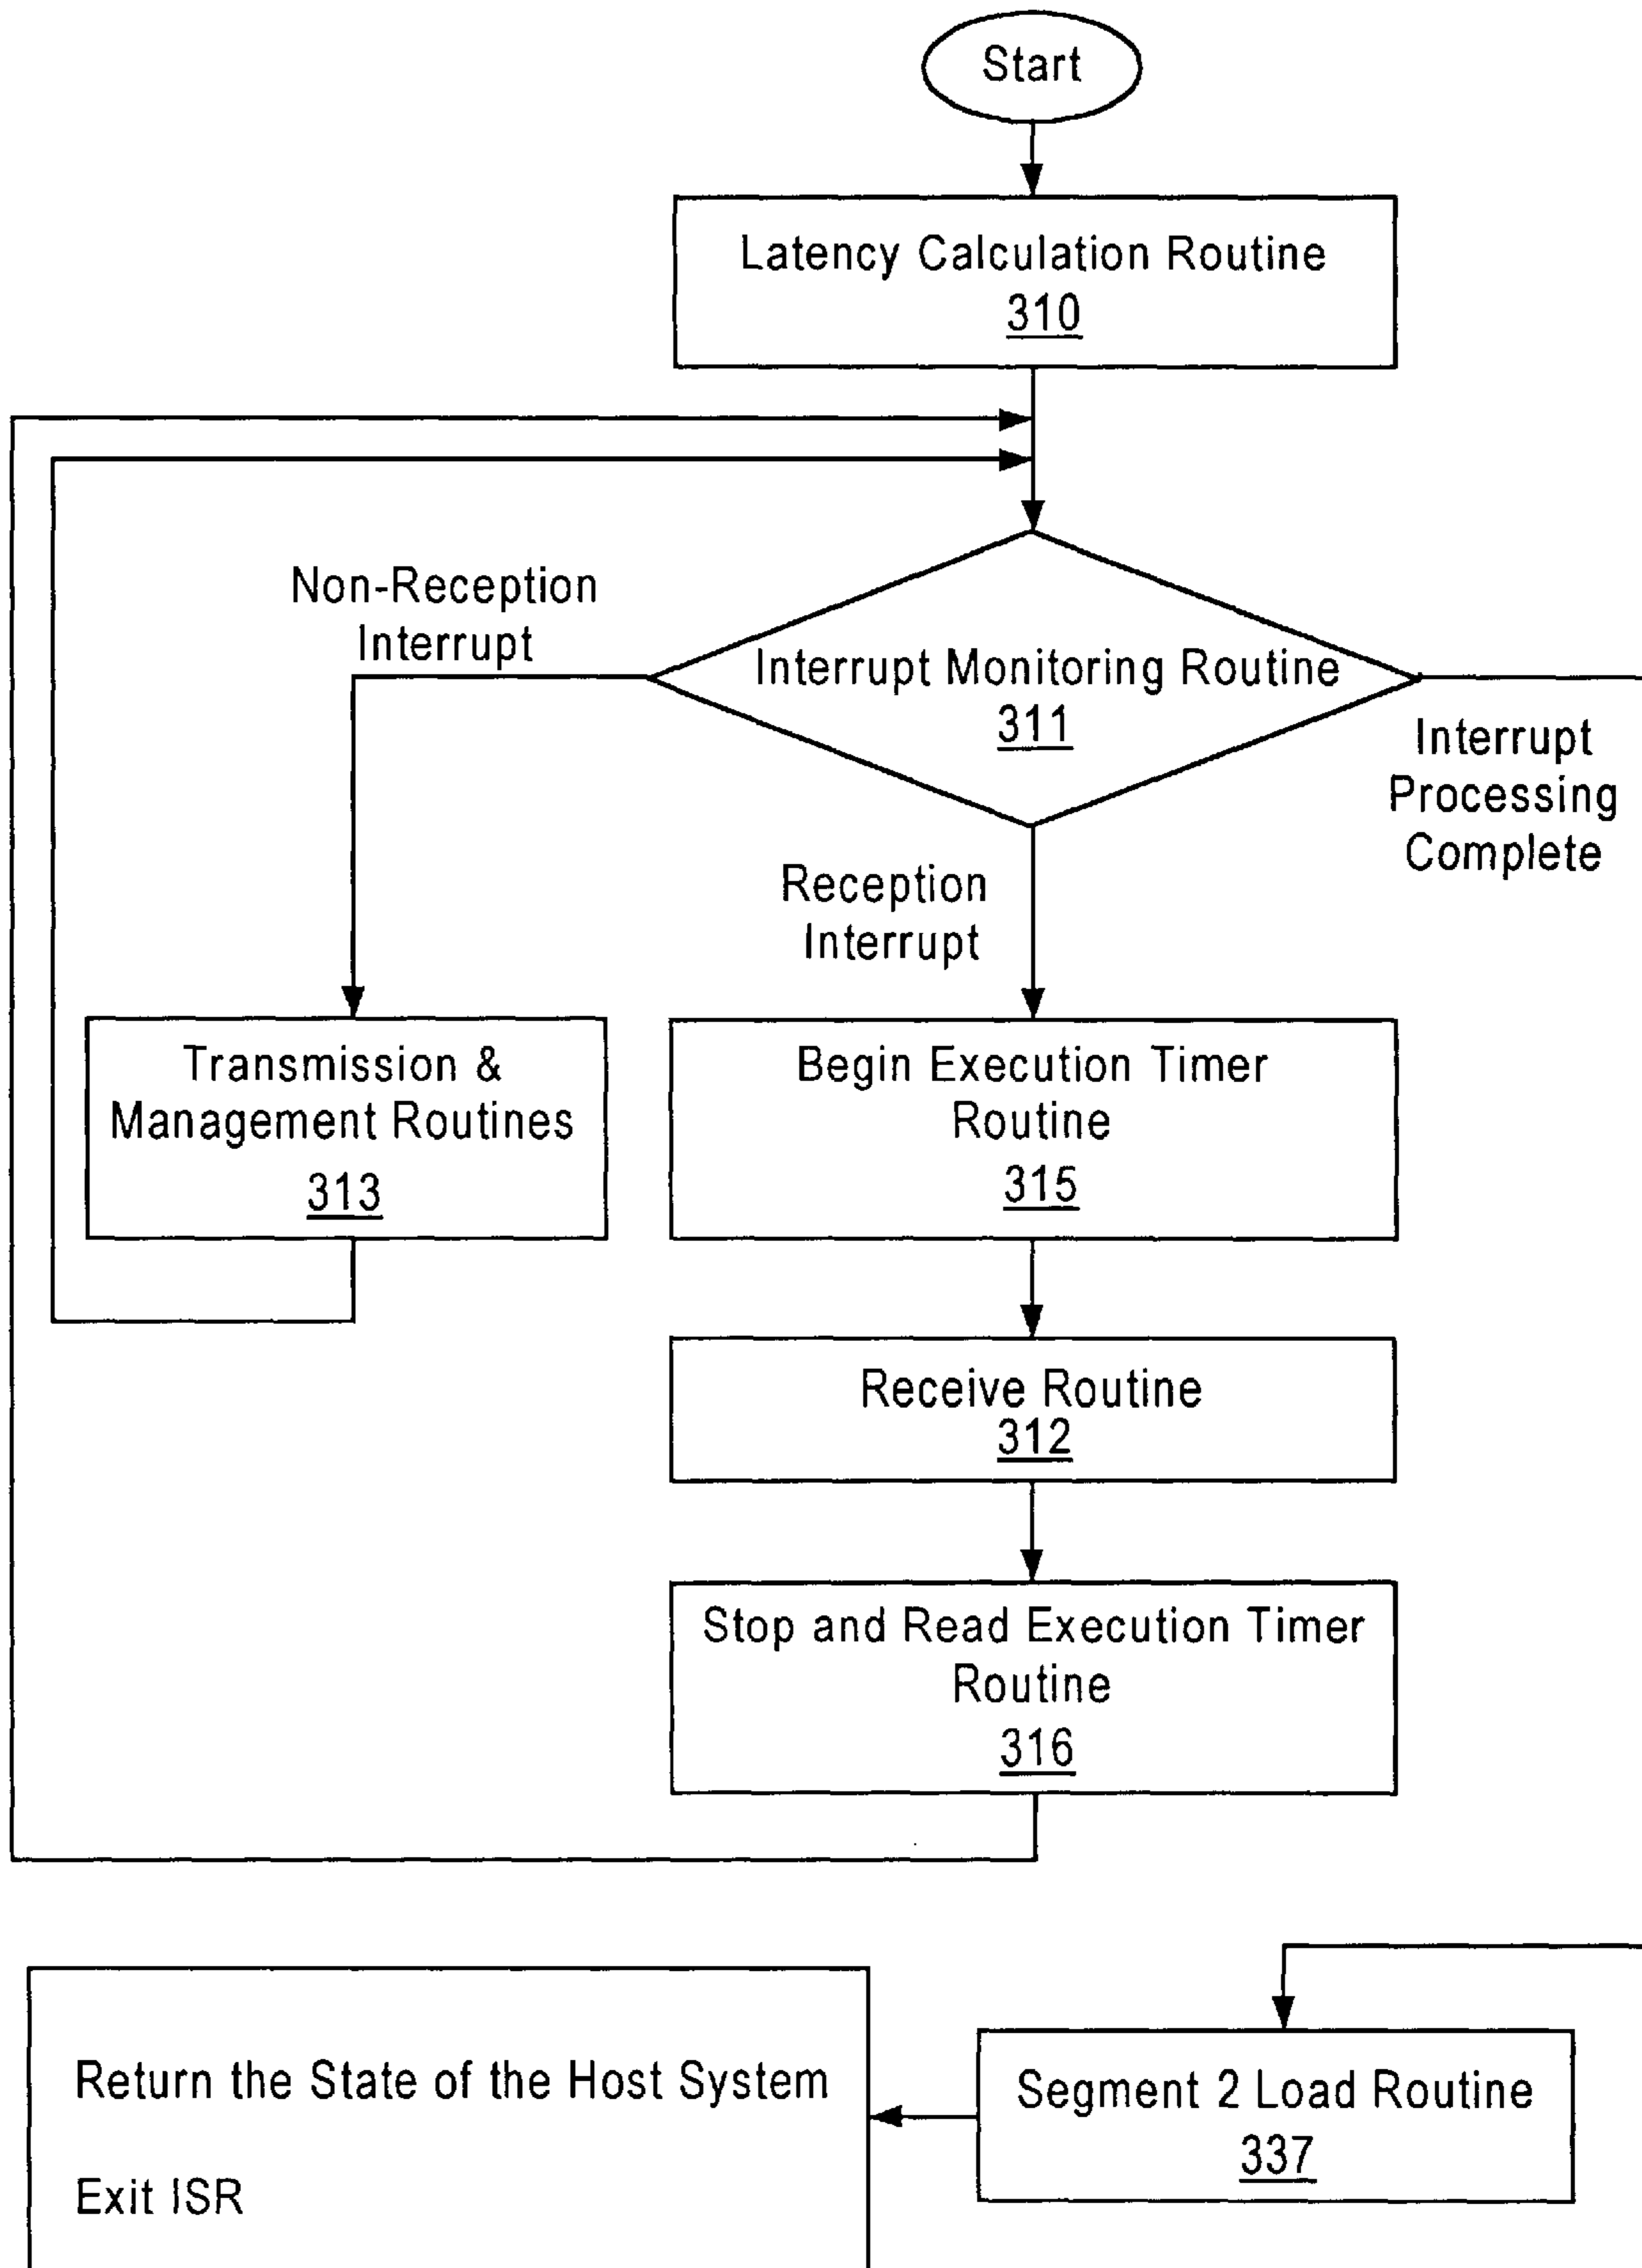 Start
Latency Calculation Routine
310
Non-Reception
Interrupt
Interrupt Monitoring Routine
311
Interrupt
Processing
Complete
Reception
Interrupt
Transmission &
Management Routines
313
Begin Execution Timer
Routine
315
Receive Routine
312
Stop and Read Execution Timer
Routine
316
Return the State of the Host System
Exit ISR
Segment 2 Load Routine
337